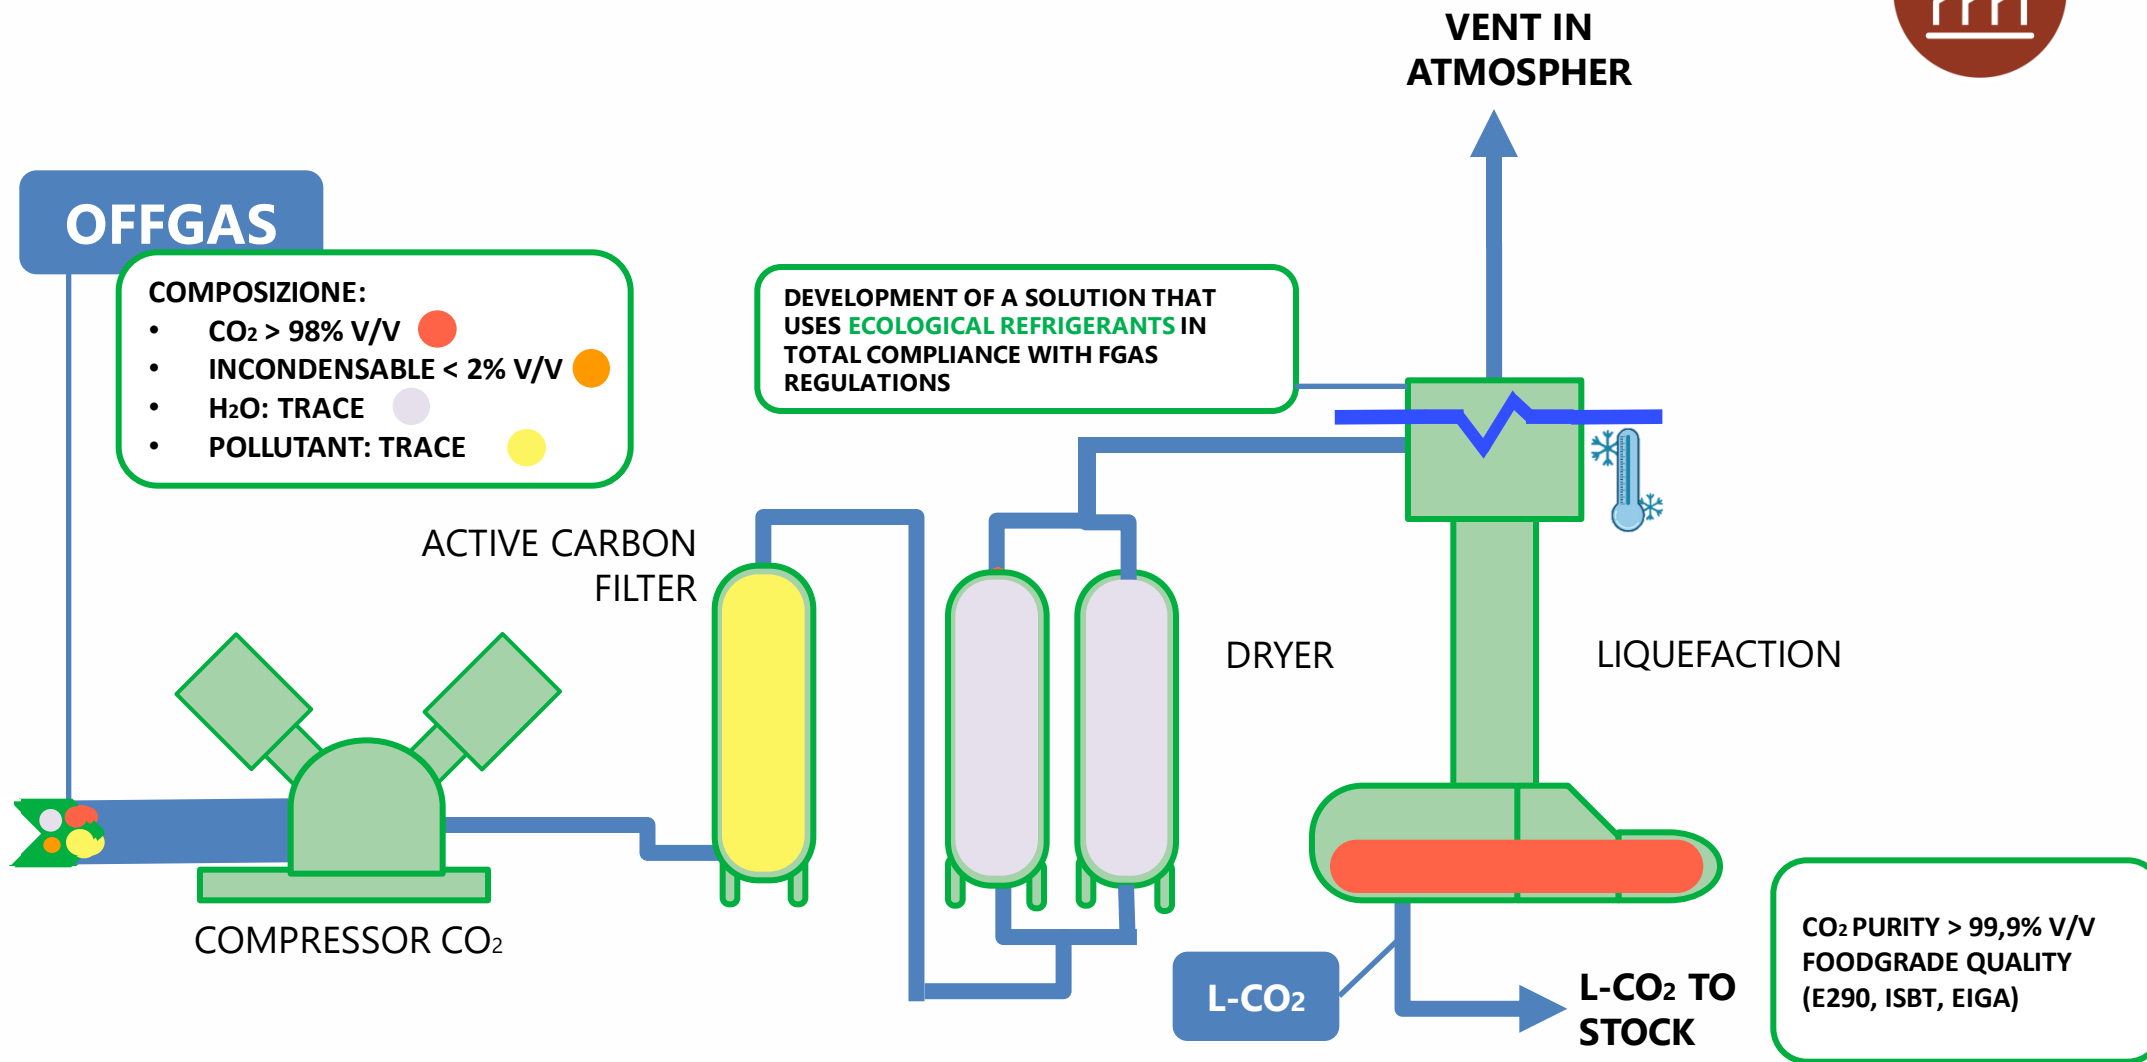 VENT IN
ATMOSPHER
OFFGAS
COMPOSIZIONE:
• CO2 > 98% V/V
• INCONDENSABLE < 2% V/V
• H2O: TRACE
• POLLUTANT: TRACE
DEVELOPMENT OF A SOLUTION THAT
USES ECOLOGICAL REFRIGERANTS IN
TOTAL COMPLIANCE WITH FGAS
REGULATIONS
ACTIVE CARBON
FILTER
DRYER
LIQUEFACTION
COMPRESSOR CO2
L-CO2
L-CO2 TO
STOCK
CO2 PURITY > 99,9% V/V
FOODGRADE QUALITY
(E290, ISBT, EIGA)